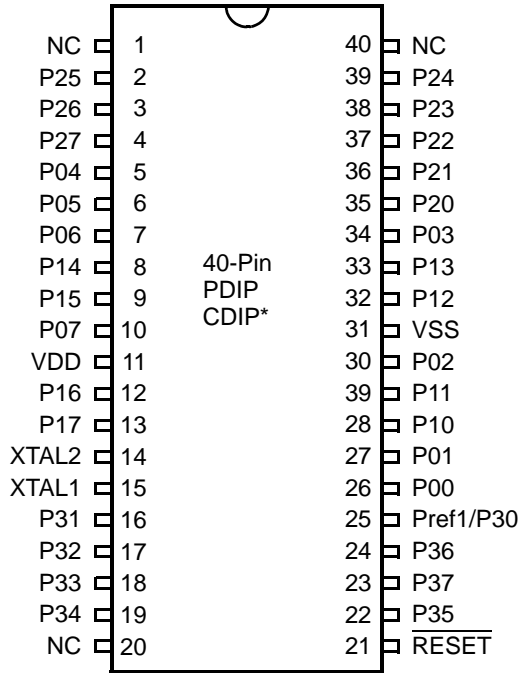 NC 1 40 NC
P25 2 39 P24
P26 3 38 P23
P27 4 37 P22
P04 5 36 P21
P05 6 35 P20
P06 7 34 P03
P14 8 40-Pin 33 P13
P15 9 PDIP 32 P12
P07 10 CDIP* 31 VSS
VDD 11 30 P02
P16 12 39 P11
P17 13 28 P10
XTAL2 14 27 P01
XTAL1 15 26 P00
P31 16 25 Pref1/P30
P32 17 24 P36
P33 18 23 P37
P34 19 22 P35
NC 20 21 RESET